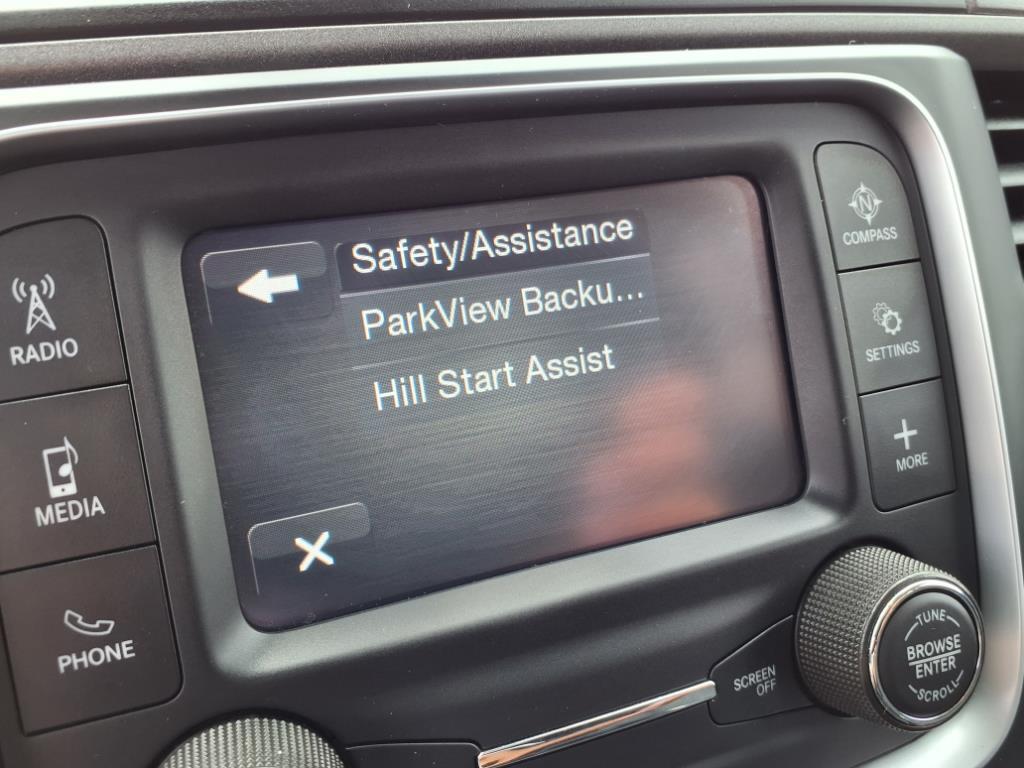 Safety/Assistance
ParkView Backu...
Hill Start Assist
RADIO
MEDIA
PHONE
N
COMPASS
SETTINGS
MORE
SCREEN
OFF
TUNE
BROWSE
ENTER
SCROLL